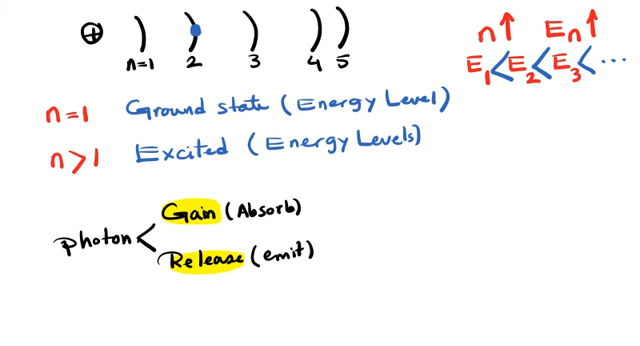 ⊕ n=1 2 3 4 5
n↑ En↑
E1<E2<E3<...
n=1 Ground state (Energy Level)
n>1 Excited (Energy Levels)
Photon < Gain (Absorb)
Release (emit)